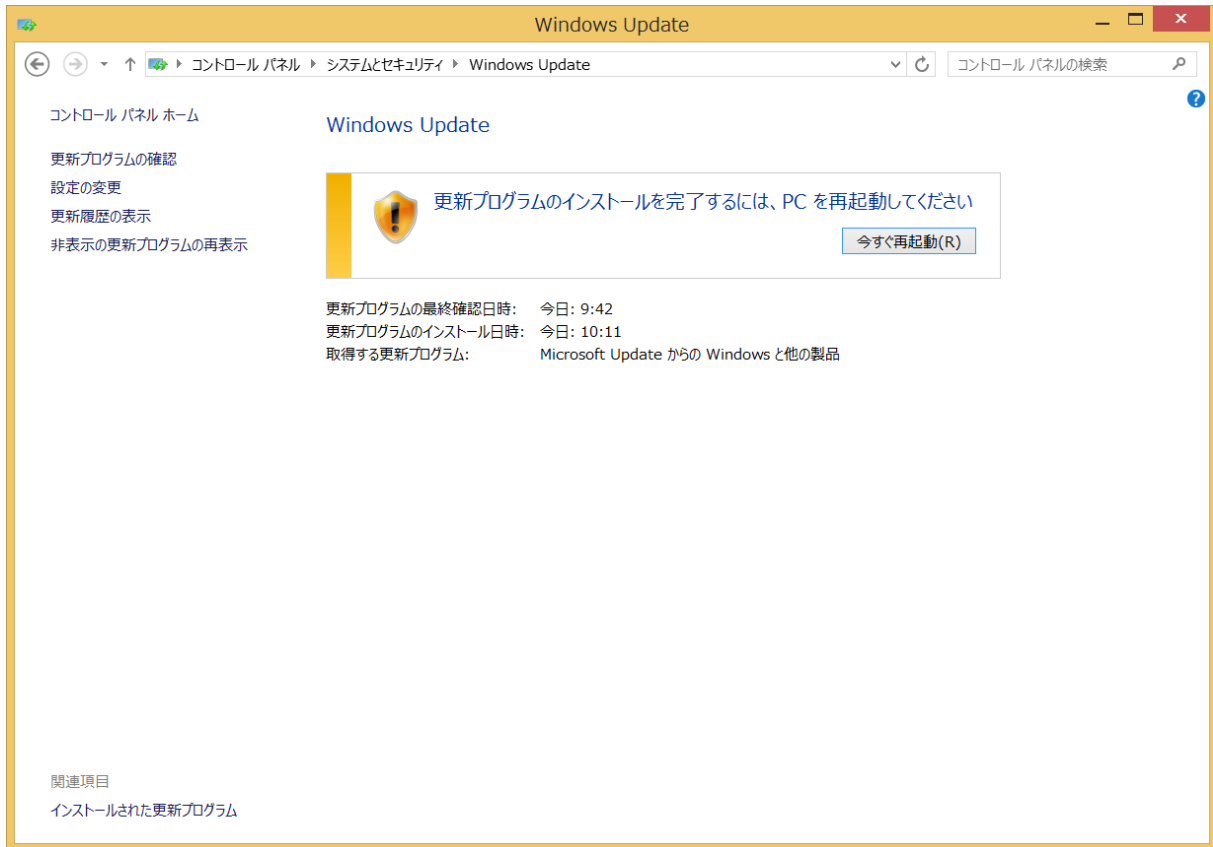 Windows Update
コントロール パネル システムとセキュリティ Windows Update コントロール パネルの検索
コントロール パネル ホーム
更新プログラムの確認
設定の変更
更新履歴の表示
非表示の更新プログラムの再表示
Windows Update
更新プログラムのインストールを完了するには、PC を再起動してください
今すぐ再起動(R)
更新プログラムの最終確認日時: 今日: 9:42
更新プログラムのインストール日時: 今日: 10:11
取得する更新プログラム: Microsoft Update からの Windows と他の製品
関連項目
インストールされた更新プログラム